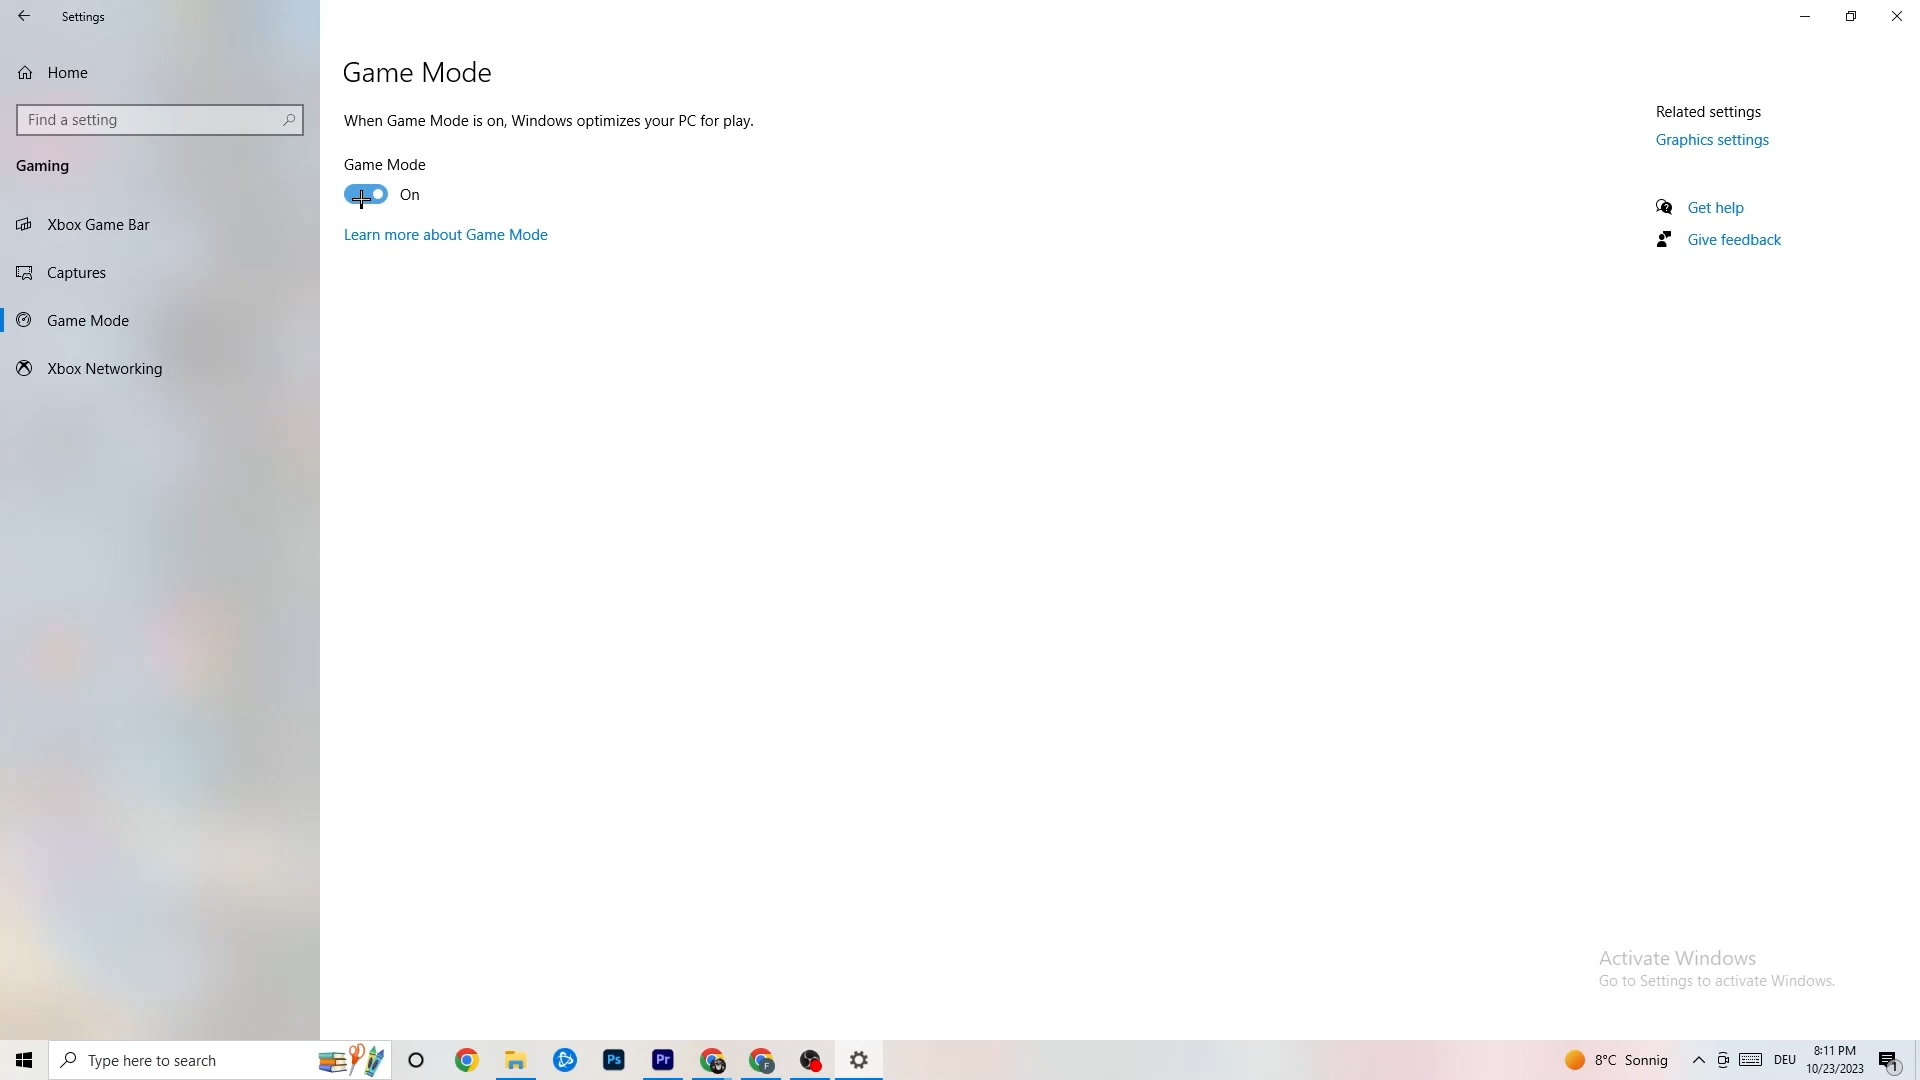 Settings
Home
Find a setting
Gaming
Xbox Game Bar
Captures
Game Mode
Xbox Networking
Game Mode
When Game Mode is on, Windows optimizes your PC for play.
Game Mode
On
Learn more about Game Mode
Related settings
Graphics settings
Get help
Give feedback
Activate Windows
Go to Settings to activate Windows.
Type here to search
Ps
Pr
F
8°C Sonnig
DEU
8:11 PM
10/23/2023
1